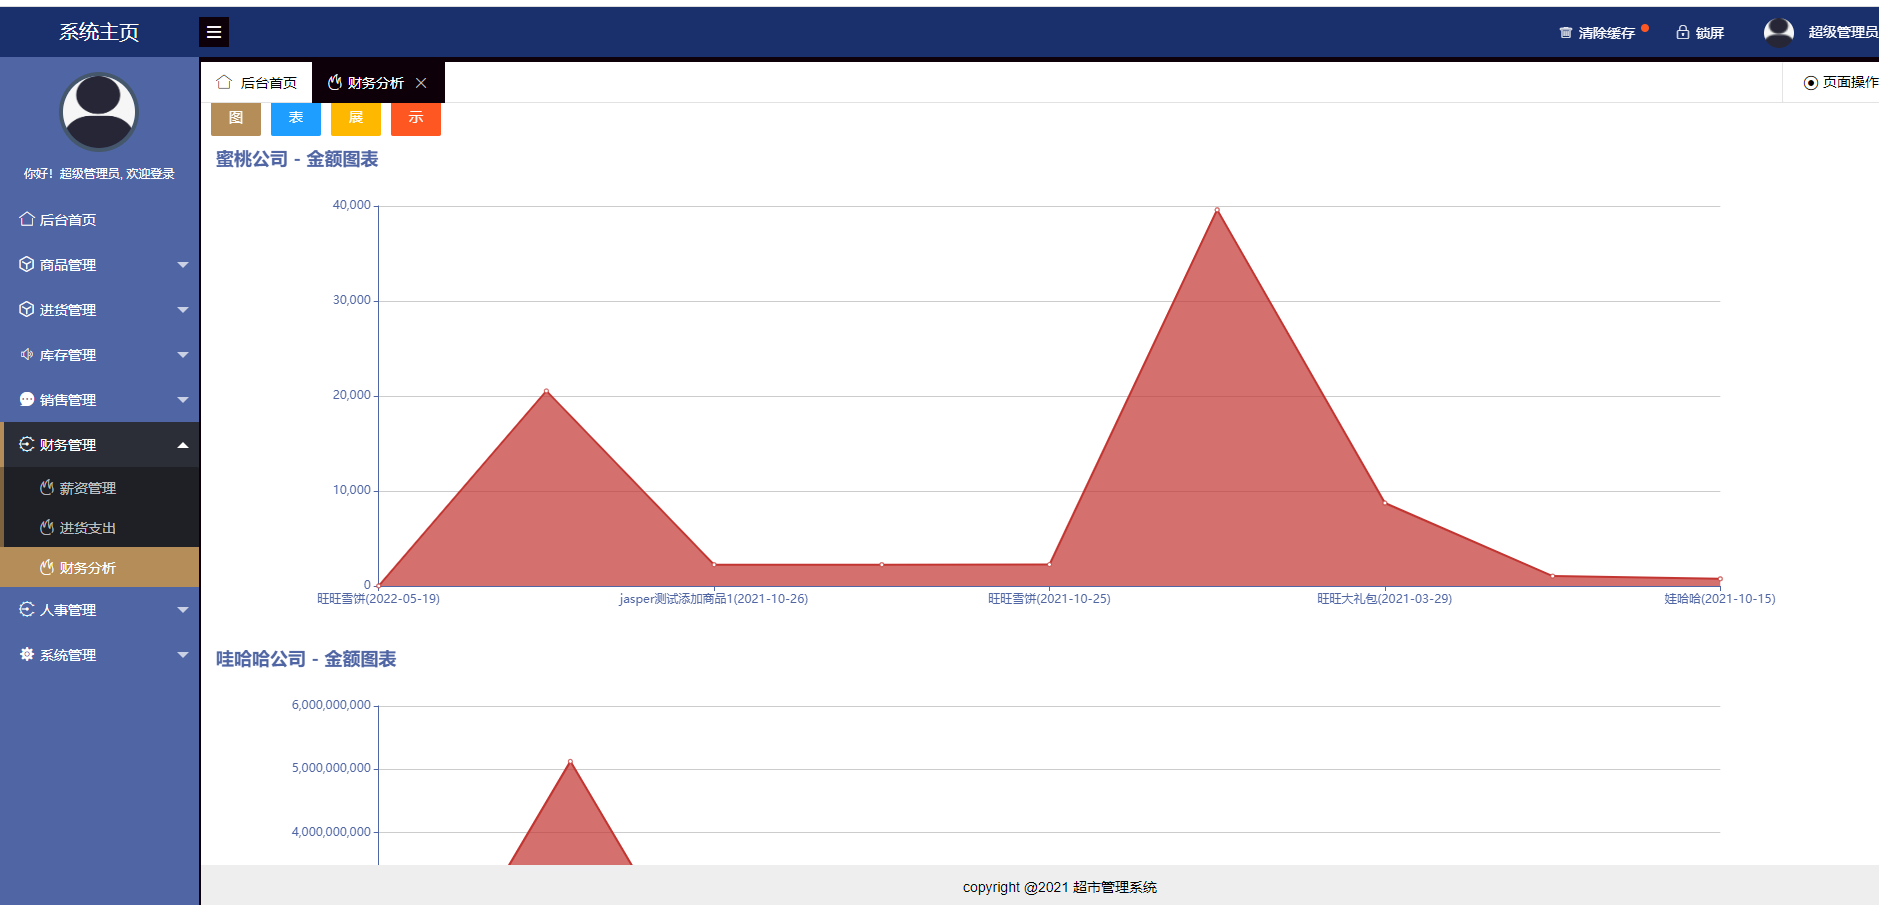 系统主页
清除缓存
锁屏
超级管理员
你好！超级管理员, 欢迎登录
后台首页
商品管理
进货管理
库存管理
销售管理
财务管理
薪资管理
进货支出
财务分析
人事管理
系统管理
后台首页
财务分析
页面操作
图
表
展
示
蜜桃公司 - 金额图表
40,000
30,000
20,000
10,000
0
旺旺雪饼(2022-05-19)
jasper测试添加商品1(2021-10-26)
旺旺雪饼(2021-10-25)
旺旺大礼包(2021-03-29)
娃哈哈(2021-10-15)
哇哈哈公司 - 金额图表
6,000,000,000
5,000,000,000
4,000,000,000
copyright @2021 超市管理系统